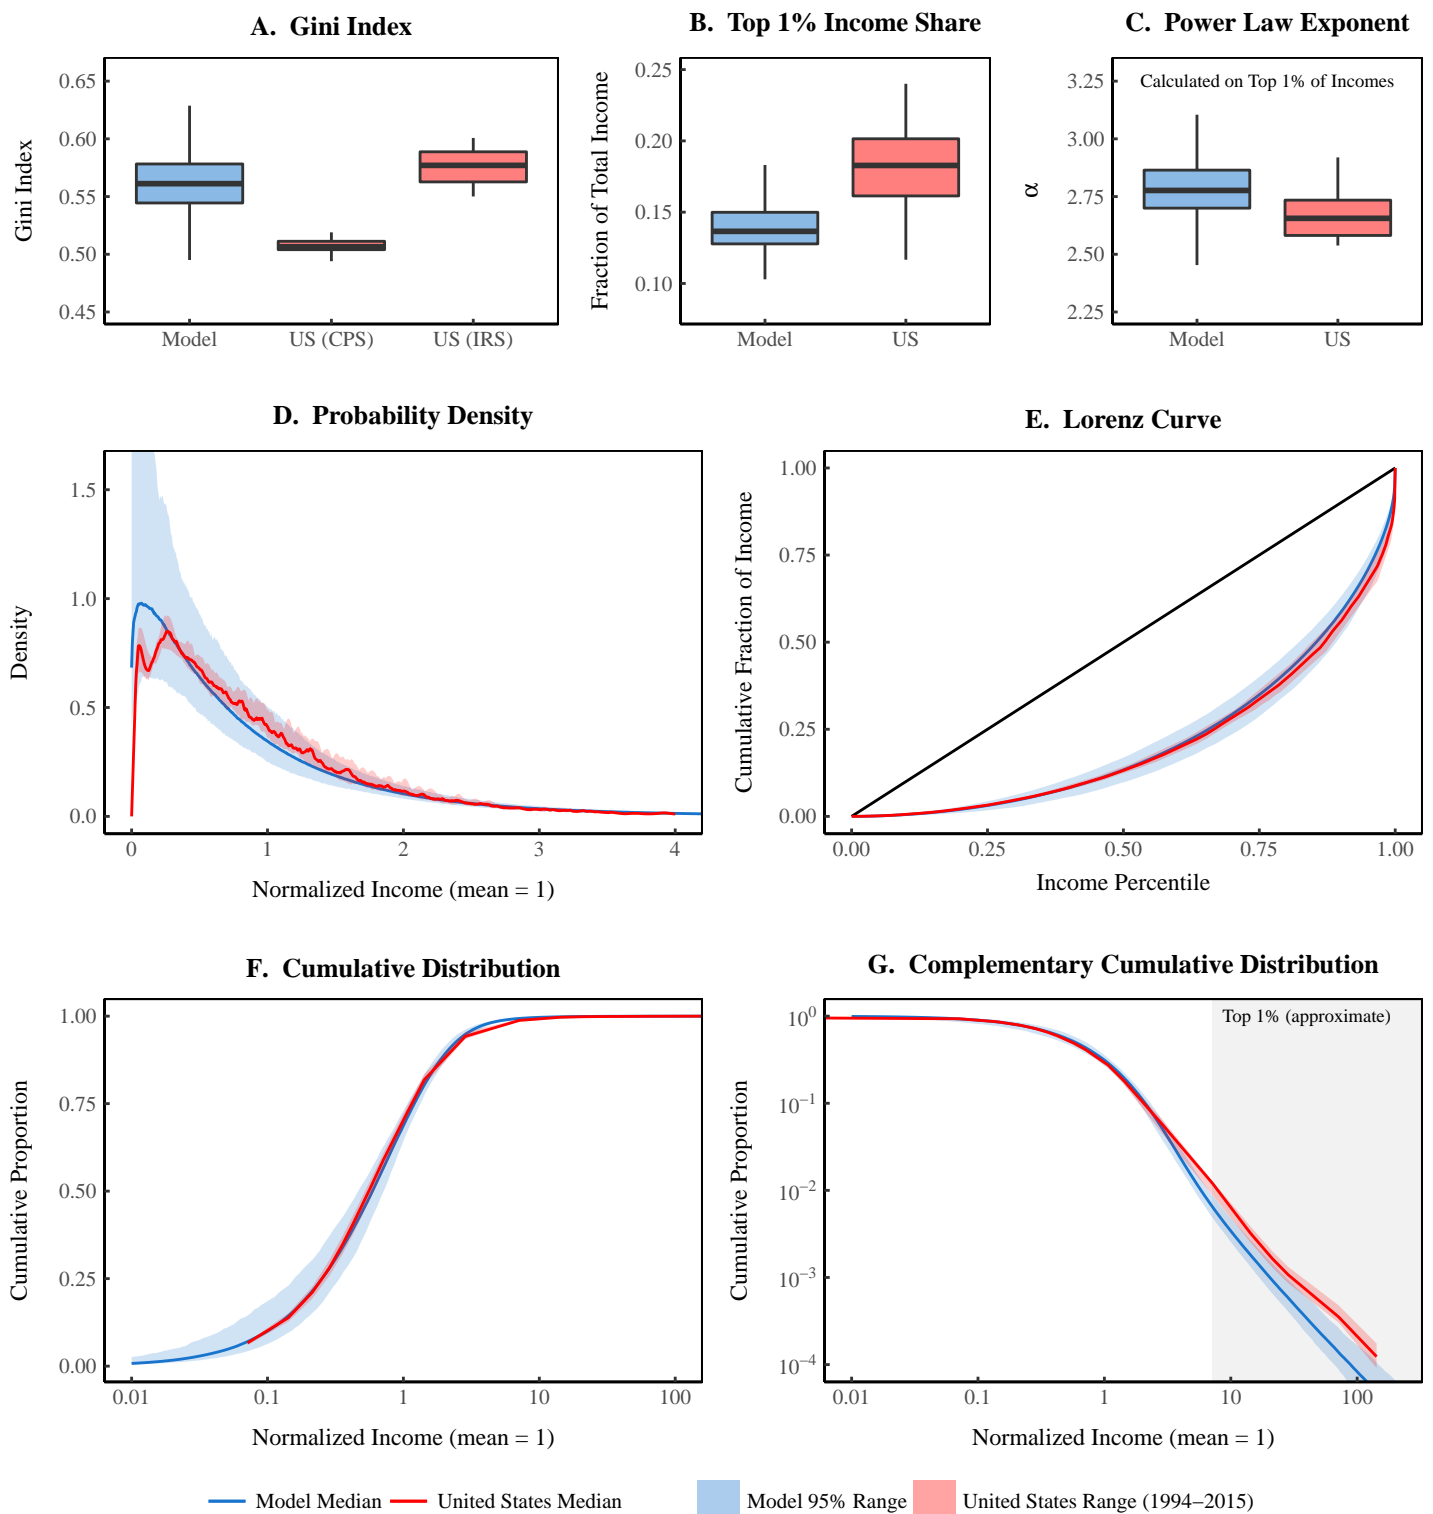 A. Gini Index
Gini Index
0.65
0.60
0.55
0.50
0.45
Model US (CPS) US (IRS)
B. Top 1% Income Share
Fraction of Total Income
0.25
0.20
0.15
0.10
Model US
C. Power Law Exponent
Calculated on Top 1% of Incomes
α
3.25
3.00
2.75
2.50
2.25
Model US
D. Probability Density
Density
1.5
1.0
0.5
0.0
0 1 2 3 4
Normalized Income (mean = 1)
E. Lorenz Curve
Cumulative Fraction of Income
1.00
0.75
0.50
0.25
0.00
0.00 0.25 0.50 0.75 1.00
Income Percentile
F. Cumulative Distribution
Cumulative Proportion
1.00
0.75
0.50
0.25
0.00
0.01 0.1 1 10 100
Normalized Income (mean = 1)
G. Complementary Cumulative Distribution
Top 1% (approximate)
Cumulative Proportion
10⁰
10⁻¹
10⁻²
10⁻³
10⁻⁴
0.01 0.1 1 10 100
Normalized Income (mean = 1)
Model Median United States Median Model 95% Range United States Range (1994−2015)